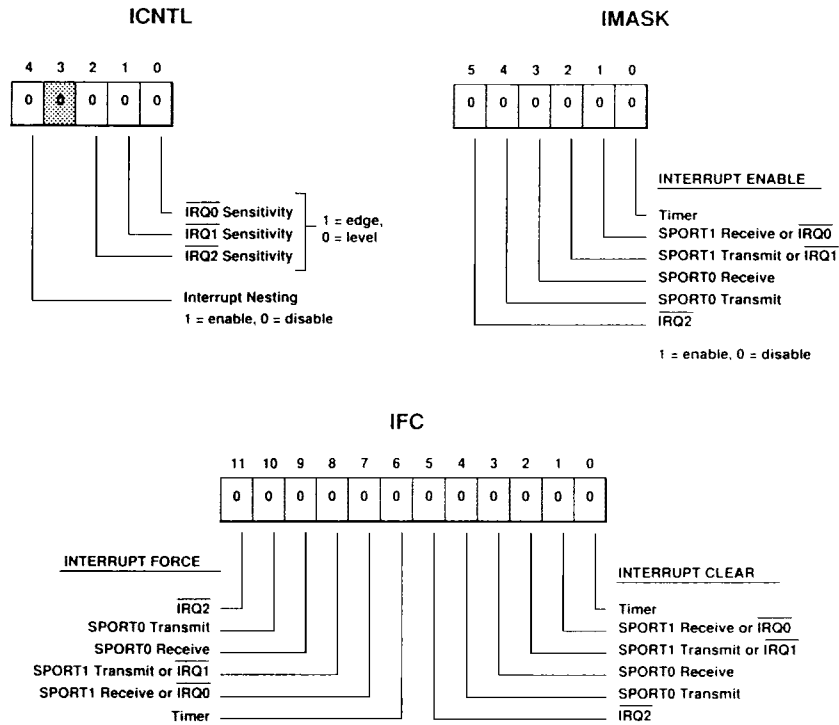 ICNTL
4 3 2 1 0
0 0 0 0 0
IRQ0 Sensitivity
IRQ1 Sensitivity
IRQ2 Sensitivity
1 = edge,
0 = level
Interrupt Nesting
1 = enable, 0 = disable
IMASK
5 4 3 2 1 0
0 0 0 0 0 0
INTERRUPT ENABLE
Timer
SPORT1 Receive or IRQ0
SPORT1 Transmit or IRQ1
SPORT0 Receive
SPORT0 Transmit
IRQ2
1 = enable, 0 = disable
IFC
11 10 9 8 7 6 5 4 3 2 1 0
0 0 0 0 0 0 0 0 0 0 0 0
INTERRUPT FORCE
IRQ2
SPORT0 Transmit
SPORT0 Receive
SPORT1 Transmit or IRQ1
SPORT1 Receive or IRQ0
Timer
INTERRUPT CLEAR
Timer
SPORT1 Receive or IRQ0
SPORT1 Transmit or IRQ1
SPORT0 Receive
SPORT0 Transmit
IRQ2